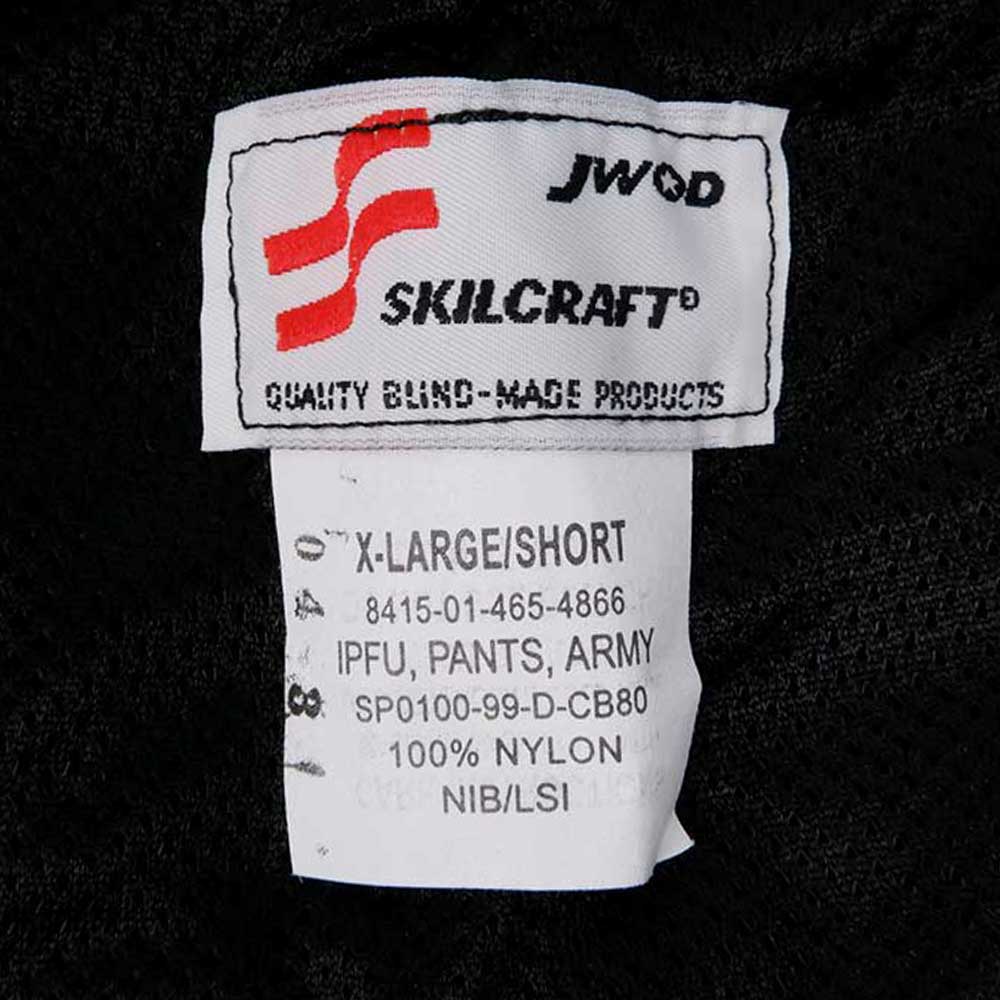 JWOD
SKILCRAFT®
QUALITY BLIND-MADE PRODUCTS
X-LARGE/SHORT
8415-01-465-4866
IPFU, PANTS, ARMY
SP0100-99-D-CB80
100% NYLON
NIB/LSI